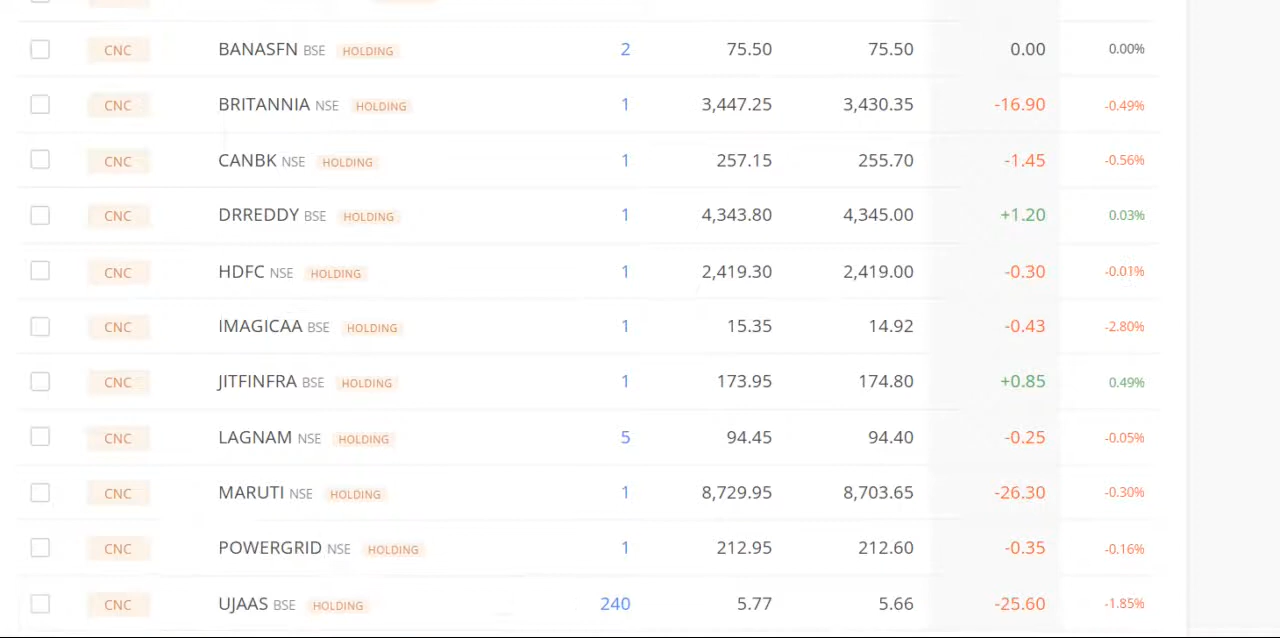 CNC BANASFN BSE HOLDING 2 75.50 75.50 0.00 0.00%
CNC BRITANNIA NSE HOLDING 1 3,447.25 3,430.35 -16.90 -0.49%
CNC CANBK NSE HOLDING 1 257.15 255.70 -1.45 -0.56%
CNC DRREDDY BSE HOLDING 1 4,343.80 4,345.00 +1.20 0.03%
CNC HDFC NSE HOLDING 1 2,419.30 2,419.00 -0.30 -0.01%
CNC IMAGICAA BSE HOLDING 1 15.35 14.92 -0.43 -2.80%
CNC JITFINFRA BSE HOLDING 1 173.95 174.80 +0.85 0.49%
CNC LAGNAM NSE HOLDING 5 94.45 94.40 -0.25 -0.05%
CNC MARUTI NSE HOLDING 1 8,729.95 8,703.65 -26.30 -0.30%
CNC POWERGRID NSE HOLDING 1 212.95 212.60 -0.35 -0.16%
CNC UJAAS BSE HOLDING 240 5.77 5.66 -25.60 -1.85%